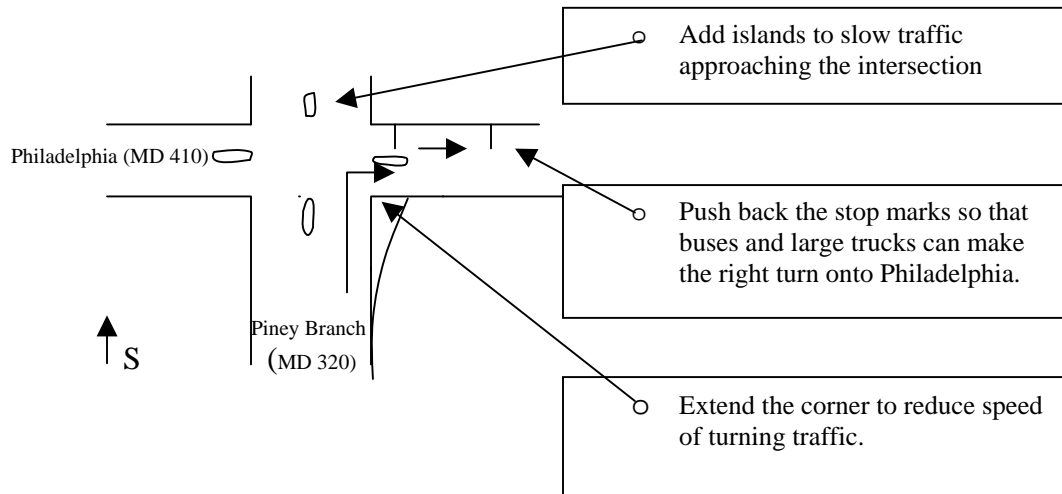 Add islands to slow traffic
approaching the intersection
Philadelphia (MD 410)
Push back the stop marks so that
buses and large trucks can make
the right turn onto Philadelphia.
Piney Branch
(MD 320)
S
Extend the corner to reduce speed
of turning traffic.